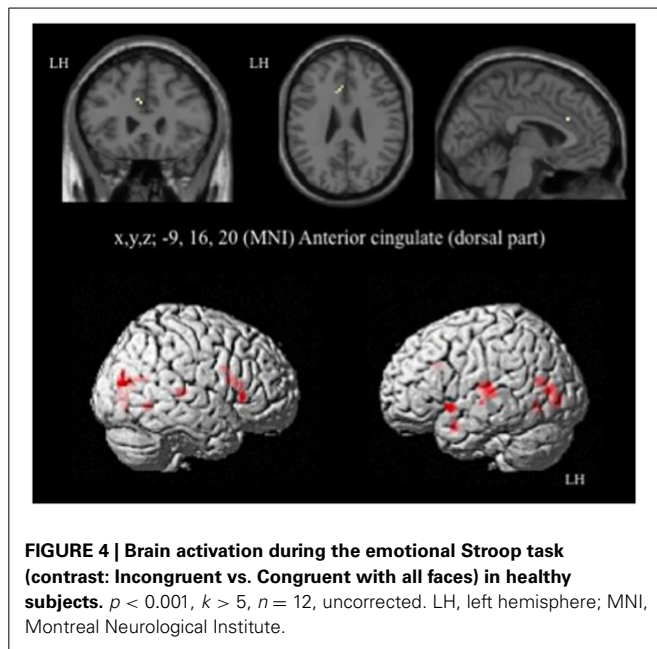 LH
LH
x,y,z; -9, 16, 20 (MNI) Anterior cingulate (dorsal part)
LH
FIGURE 4 | Brain activation during the emotional Stroop task
(contrast: Incongruent vs. Congruent with all faces) in healthy
subjects. p < 0.001, k > 5, n = 12, uncorrected. LH, left hemisphere; MNI,
Montreal Neurological Institute.